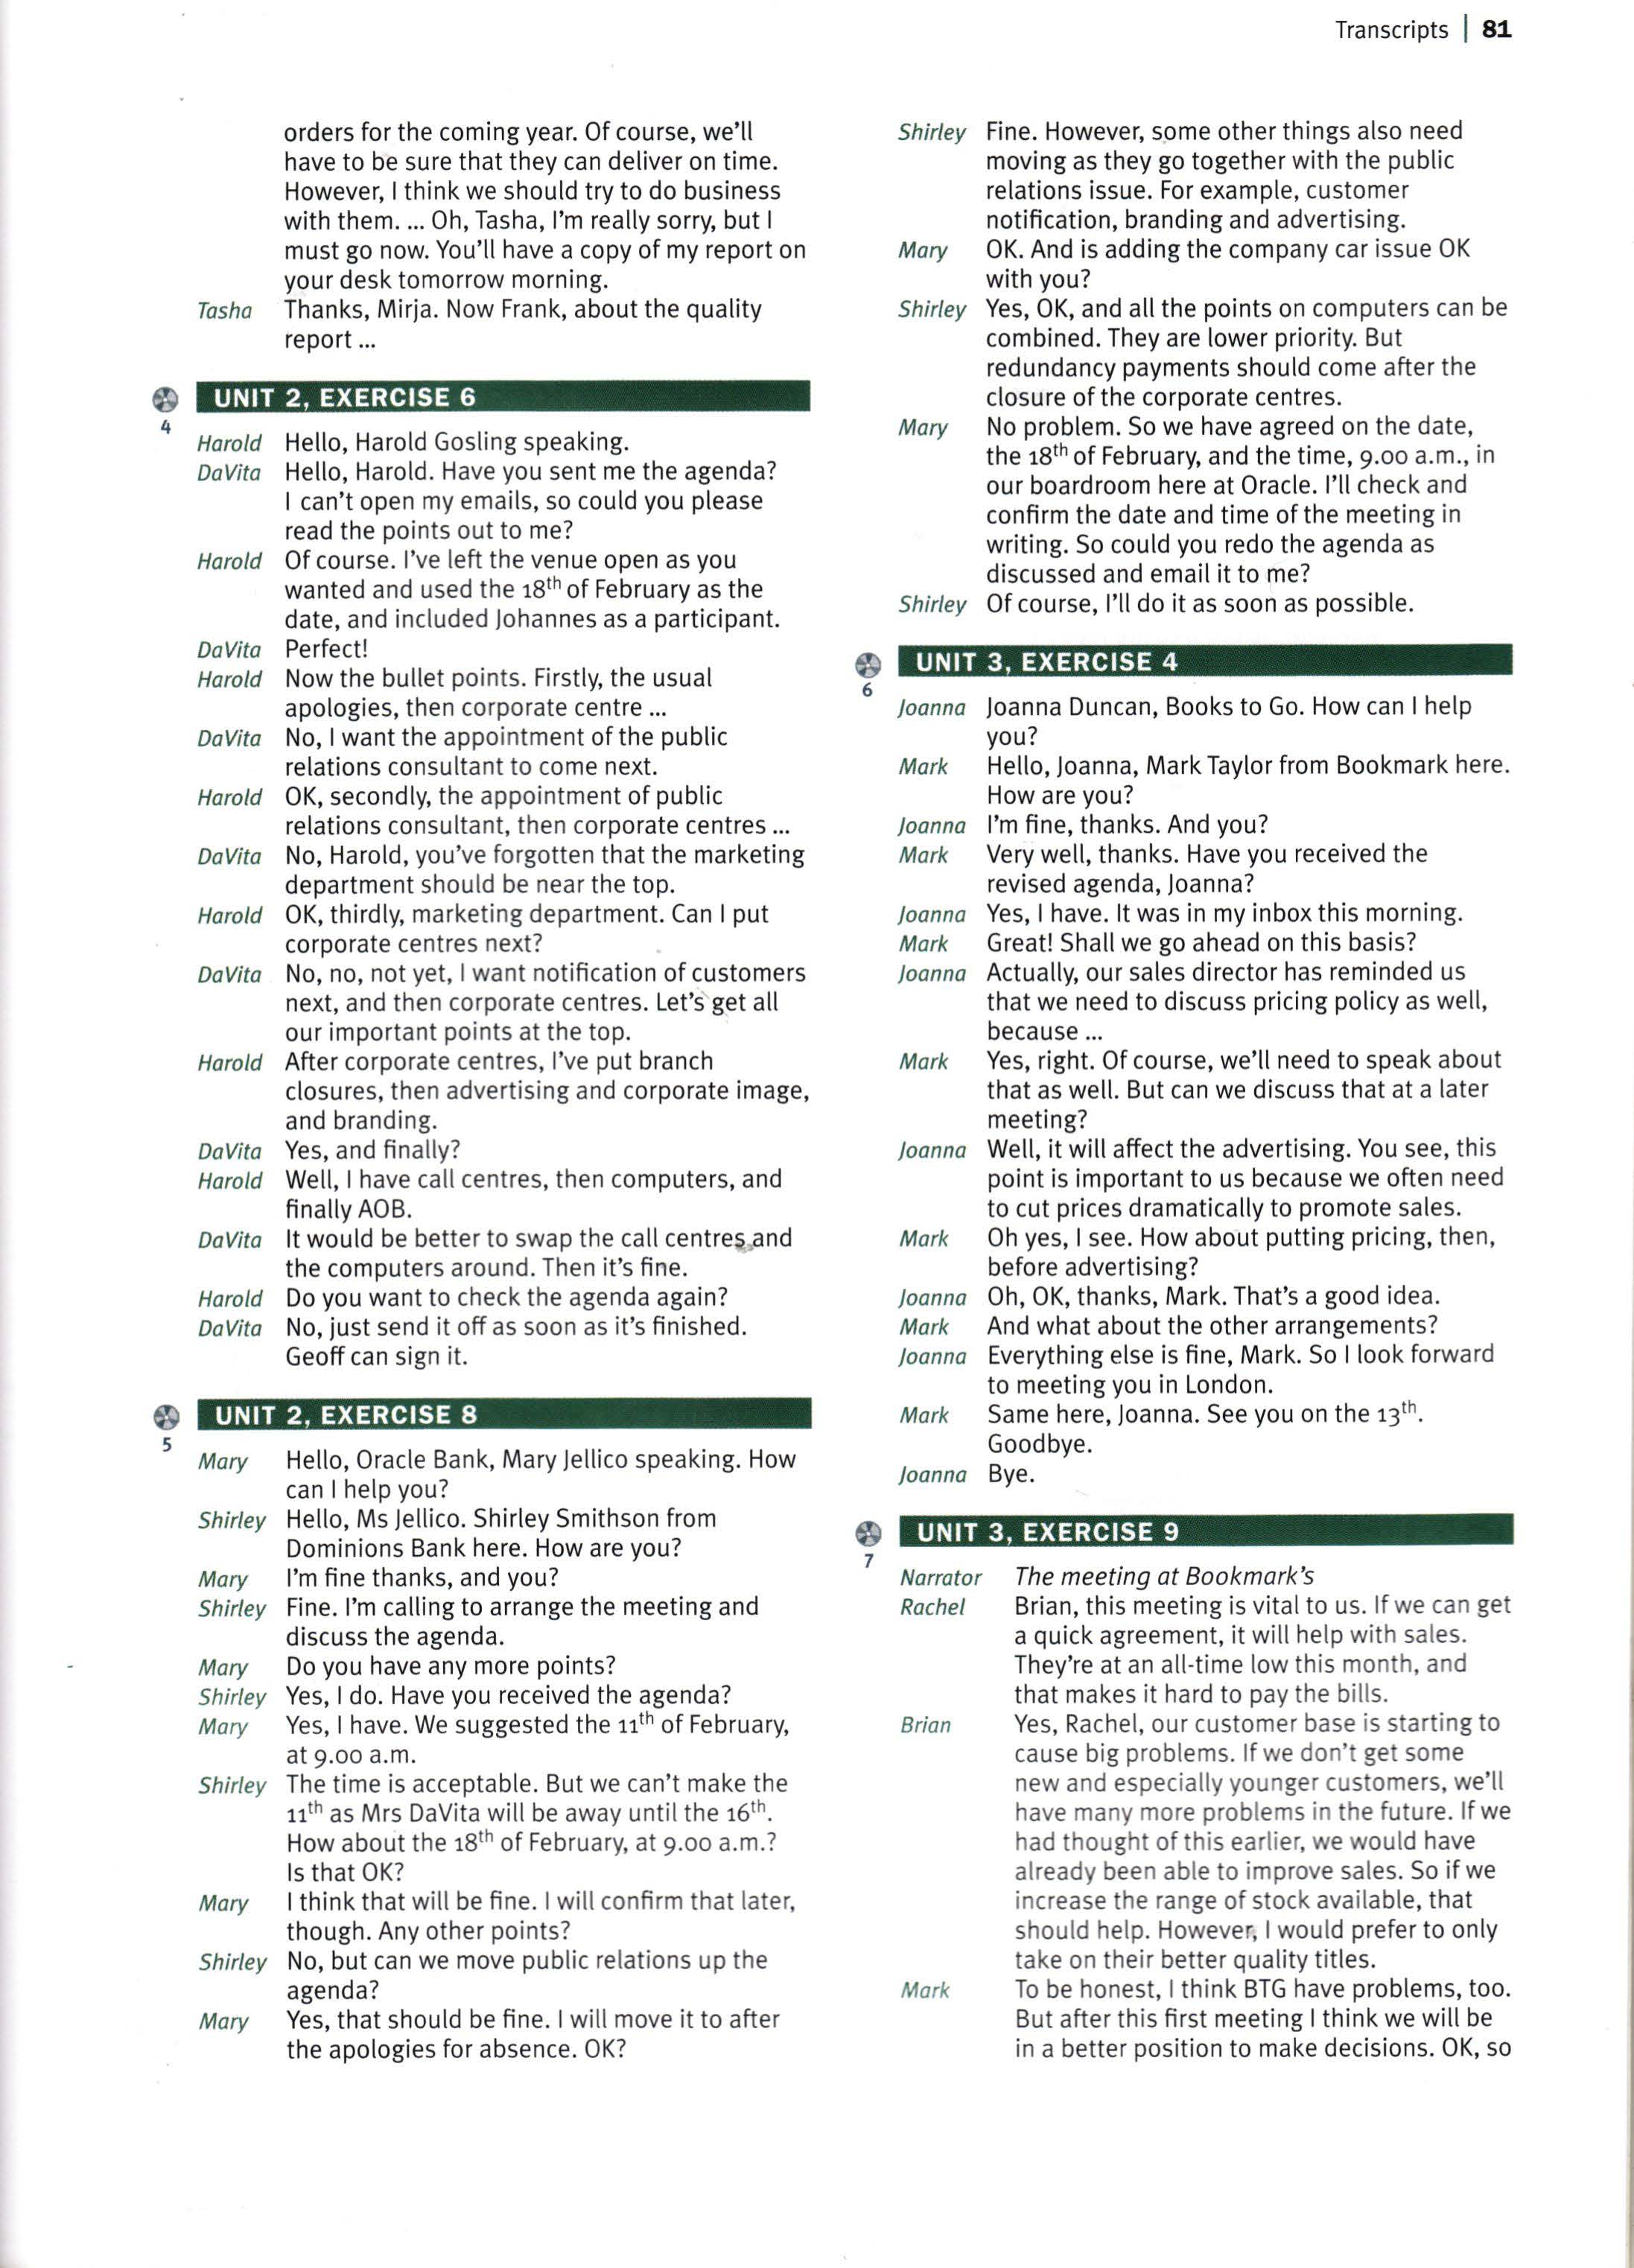 Transcripts | 81
orders for the coming year. Of course, we'll
have to be sure that they can deliver on time.
However, I think we should try to do business
with them. ... Oh, Tasha, I'm really sorry, but I
must go now. You'll have a copy of my report on
your desk tomorrow morning.
Tasha Thanks, Mirja. Now Frank, about the quality
report ...
UNIT 2, EXERCISE 6
4
Harold Hello, Harold Gosling speaking.
DaVita Hello, Harold. Have you sent me the agenda?
I can't open my emails, so could you please
read the points out to me?
Harold Of course. I've left the venue open as you
wanted and used the 18th of February as the
date, and included Johannes as a participant.
DaVita Perfect!
Harold Now the bullet points. Firstly, the usual
apologies, then corporate centre ...
DaVita No, I want the appointment of the public
relations consultant to come next.
Harold OK, secondly, the appointment of public
relations consultant, then corporate centres ...
DaVita No, Harold, you've forgotten that the marketing
department should be near the top.
Harold OK, thirdly, marketing department. Can I put
corporate centres next?
DaVita No, no, not yet, I want notification of customers
next, and then corporate centres. Let's get all
our important points at the top.
Harold After corporate centres, I've put branch
closures, then advertising and corporate image,
and branding.
DaVita Yes, and finally?
Harold Well, I have call centres, then computers, and
finally AOB.
DaVita It would be better to swap the call centres and
the computers around. Then it's fine.
Harold Do you want to check the agenda again?
DaVita No, just send it off as soon as it's finished.
Geoff can sign it.
UNIT 2, EXERCISE 8
5
Mary Hello, Oracle Bank, Mary Jellico speaking. How
can I help you?
Shirley Hello, Ms Jellico. Shirley Smithson from
Dominions Bank here. How are you?
Mary I'm fine thanks, and you?
Shirley Fine. I'm calling to arrange the meeting and
discuss the agenda.
Mary Do you have any more points?
Shirley Yes, I do. Have you received the agenda?
Mary Yes, I have. We suggested the 11th of February,
at 9.00 a.m.
Shirley The time is acceptable. But we can't make the
11th as Mrs DaVita will be away until the 16th.
How about the 18th of February, at 9.00 a.m.?
Is that OK?
Mary I think that will be fine. I will confirm that later,
though. Any other points?
Shirley No, but can we move public relations up the
agenda?
Mary Yes, that should be fine. I will move it to after
the apologies for absence. OK?
Shirley Fine. However, some other things also need
moving as they go together with the public
relations issue. For example, customer
notification, branding and advertising.
Mary OK. And is adding the company car issue OK
with you?
Shirley Yes, OK, and all the points on computers can be
combined. They are lower priority. But
redundancy payments should come after the
closure of the corporate centres.
Mary No problem. So we have agreed on the date,
the 18th of February, and the time, 9.00 a.m., in
our boardroom here at Oracle. I'll check and
confirm the date and time of the meeting in
writing. So could you redo the agenda as
discussed and email it to me?
Shirley Of course, I'll do it as soon as possible.
UNIT 3, EXERCISE 4
6
Joanna Joanna Duncan, Books to Go. How can I help
you?
Mark Hello, Joanna, Mark Taylor from Bookmark here.
How are you?
Joanna I'm fine, thanks. And you?
Mark Very well, thanks. Have you received the
revised agenda, Joanna?
Joanna Yes, I have. It was in my inbox this morning.
Mark Great! Shall we go ahead on this basis?
Joanna Actually, our sales director has reminded us
that we need to discuss pricing policy as well,
because ...
Mark Yes, right. Of course, we'll need to speak about
that as well. But can we discuss that at a later
meeting?
Joanna Well, it will affect the advertising. You see, this
point is important to us because we often need
to cut prices dramatically to promote sales.
Mark Oh yes, I see. How about putting pricing, then,
before advertising?
Joanna Oh, OK, thanks, Mark. That's a good idea.
Mark And what about the other arrangements?
Joanna Everything else is fine, Mark. So I look forward
to meeting you in London.
Mark Same here, Joanna. See you on the 13th.
Goodbye.
Joanna Bye.
UNIT 3, EXERCISE 9
7
Narrator The meeting at Bookmark's
Rachel Brian, this meeting is vital to us. If we can get
a quick agreement, it will help with sales.
They're at an all-time low this month, and
that makes it hard to pay the bills.
Brian Yes, Rachel, our customer base is starting to
cause big problems. If we don't get some
new and especially younger customers, we'll
have many more problems in the future. If we
had thought of this earlier, we would have
already been able to improve sales. So if we
increase the range of stock available, that
should help. However, I would prefer to only
take on their better quality titles.
Mark To be honest, I think BTG have problems, too.
But after this first meeting I think we will be
in a better position to make decisions. OK, so